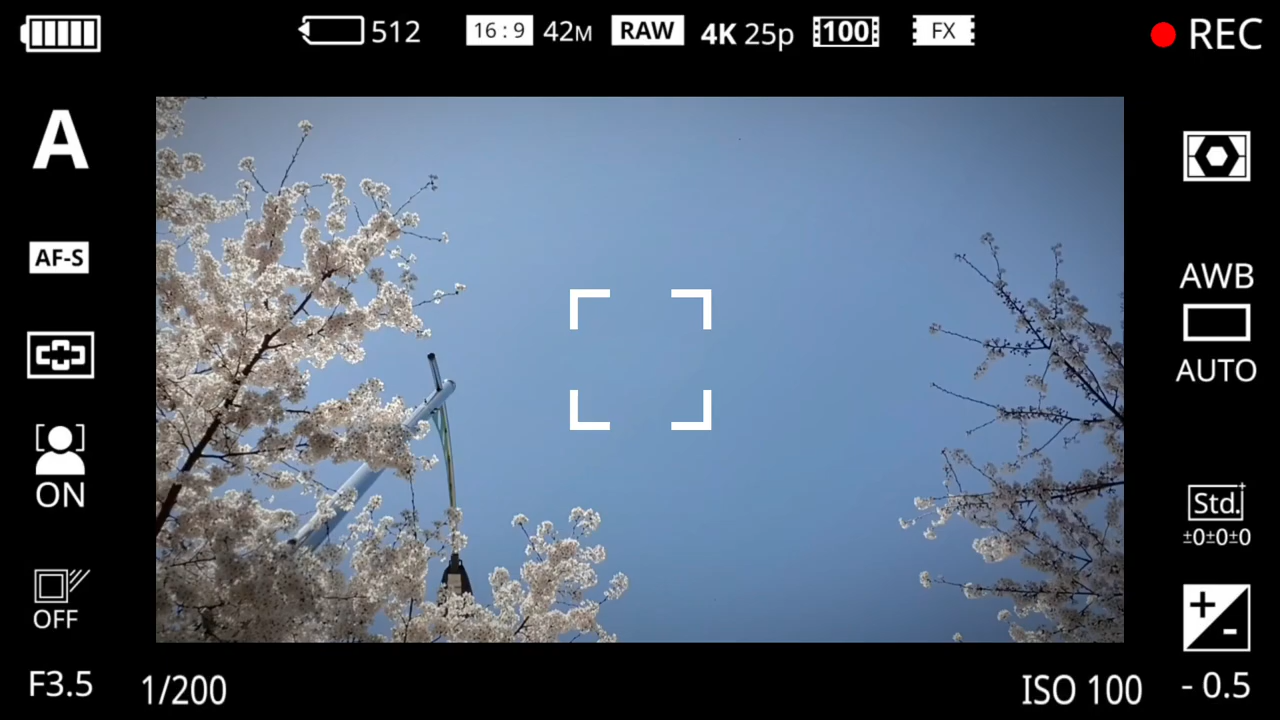 512
16:9
42M
RAW
4K 25p
100
FX
REC
A
AF-S
ON
OFF
F3.5
1/200
AWB
AUTO
Std.+
±0±0±0
ISO 100
- 0.5